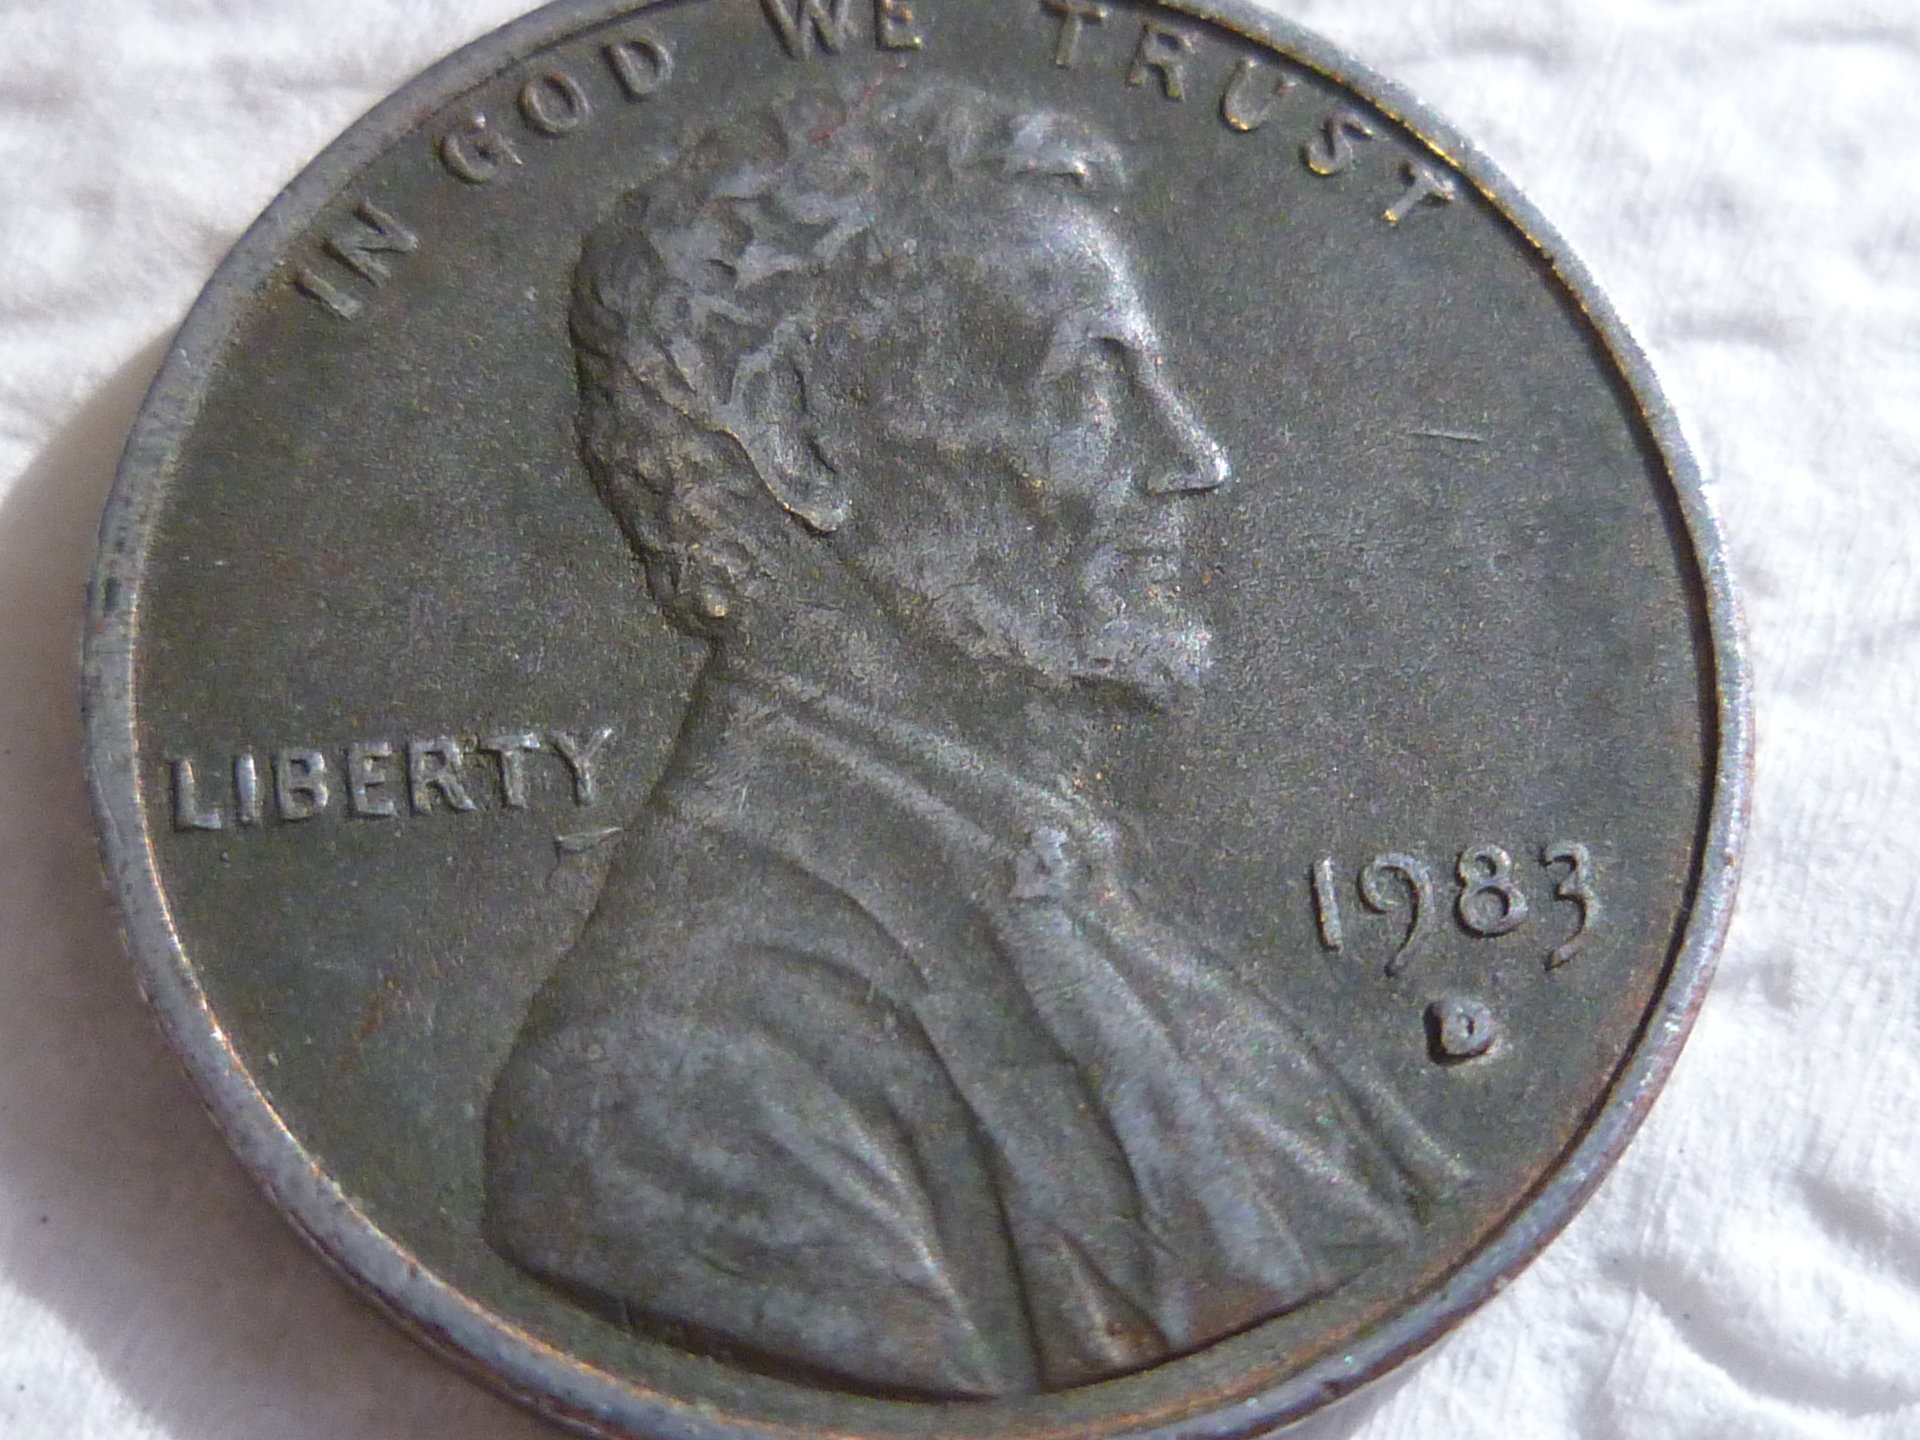 IN GOD WE TRUST
LIBERTY
1983
D